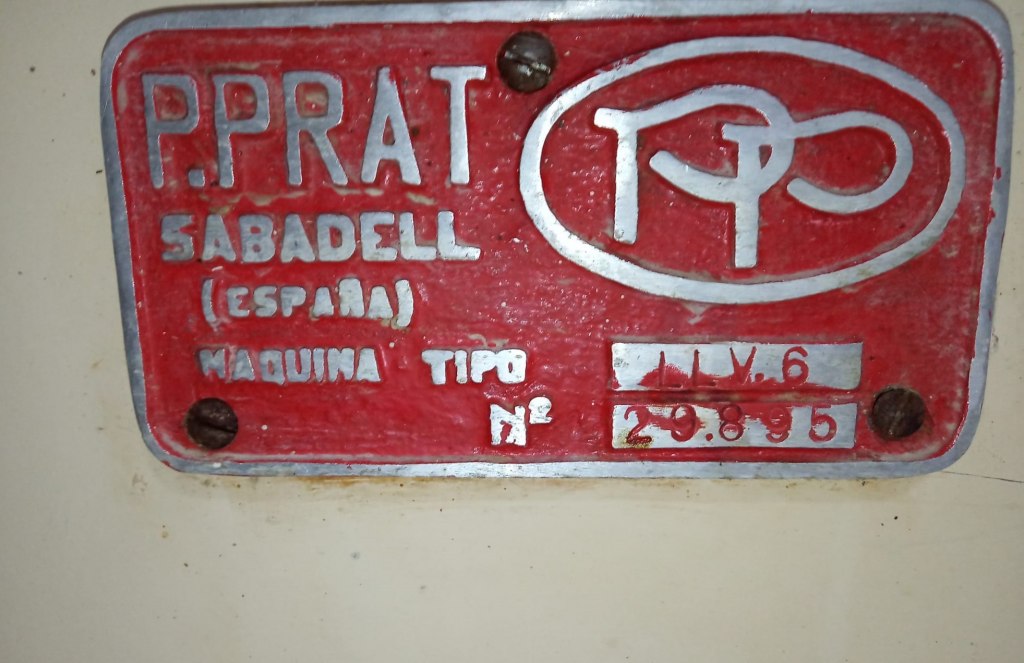 P.PRAT
SABADELL
(ESPAÑA)
MAQUINA TIPO LLV.6
Nº 29.895